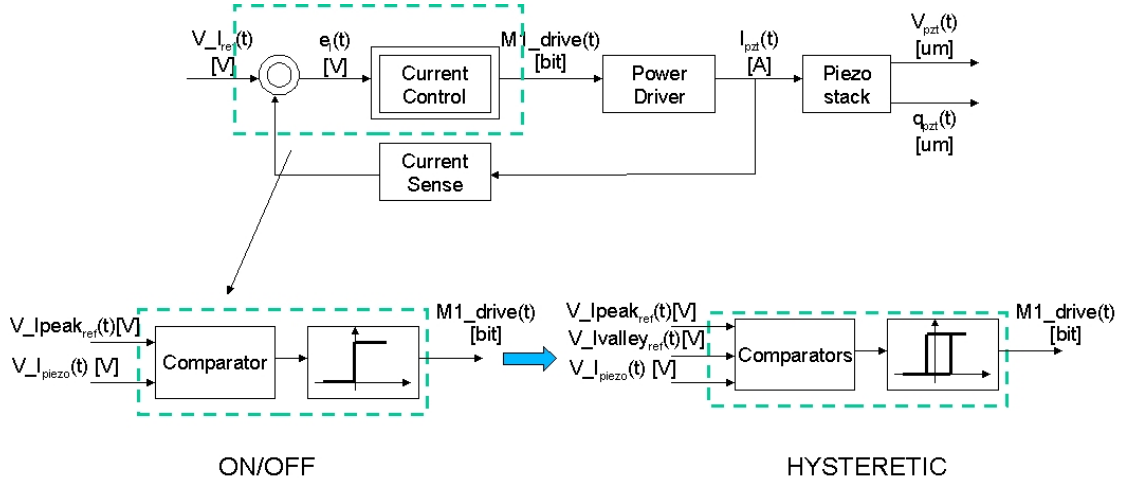 V_I_ref(t)
[V]
e_i(t)
[V]
Current
Control
M1_drive(t)
[bit]
Power
Driver
I_pzt(t)
[A]
Piezo
stack
V_pzt(t)
[um]
q_pzt(t)
[um]
Current
Sense
V_Ipeak_ref(t)[V]
V_I_piezo(t) [V]
Comparator
M1_drive(t)
[bit]
V_Ipeak_ref(t)[V]
V_Ivalley_ref(t)[V]
V_I_piezo(t) [V]
Comparators
M1_drive(t)
[bit]
ON/OFF
HYSTERETIC